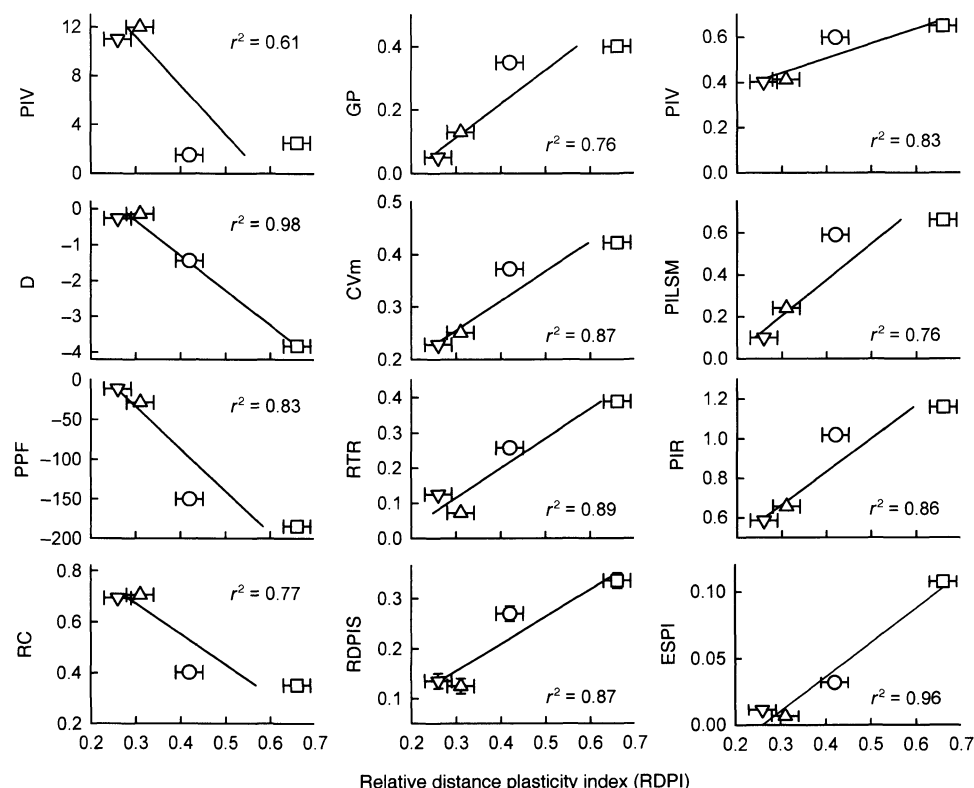 12
8
4
0
PIV
r² = 0.61
0.4
0.2
0.0
GP
r² = 0.76
0.6
0.4
0.2
0
PIV
r² = 0.83
0
−1
−2
−3
−4
D
r² = 0.98
0.5
0.4
0.3
0.2
CVm
r² = 0.87
0.6
0.4
0.2
0.0
PILSM
r² = 0.76
0
−50
−100
−150
−200
PPF
r² = 0.83
0.4
0.3
0.2
0.1
0.0
RTR
r² = 0.89
1.2
1.0
0.8
0.6
PIR
r² = 0.86
0.8
0.6
0.4
0.2
RC
r² = 0.77
0.2 0.3 0.4 0.5 0.6 0.7
0.3
0.2
0.1
RDPIS
r² = 0.87
0.2 0.3 0.4 0.5 0.6 0.7
0.10
0.05
0.00
ESPI
r² = 0.96
0.2 0.3 0.4 0.5 0.6 0.7
Relative distance plasticity index (RDPI)